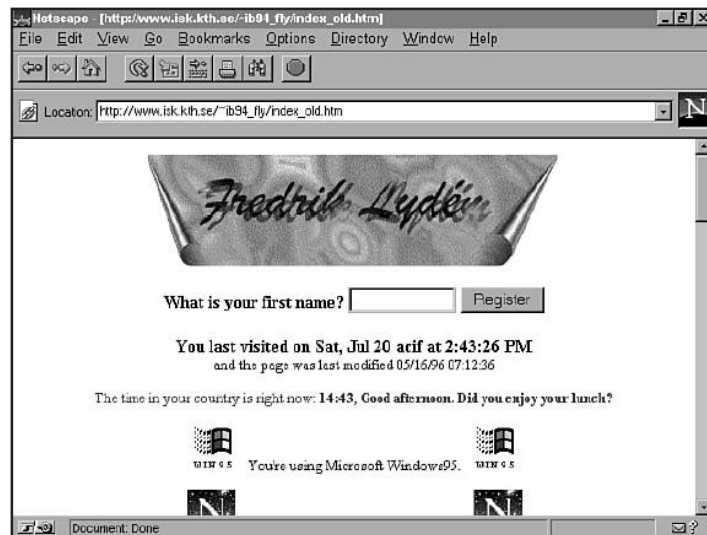 Netscape - [http://www.isk.kth.se/~ib94_fly/index_old.htm]
File Edit View Go Bookmarks Options Directory Window Help
Location: http://www.isk.kth.se/~ib94_fly/index_old.htm
N
Fredrik Lydén
What is your first name? Register
You last visited on Sat, Jul 20 acif at 2:43:26 PM
and the page was last modified 05/16/96 07:12:36
The time in your country is right now: 14:43, Good afternoon. Did you enjoy your lunch?
WIN95 You're using Microsoft Windows95. WIN95
N N
Document: Done